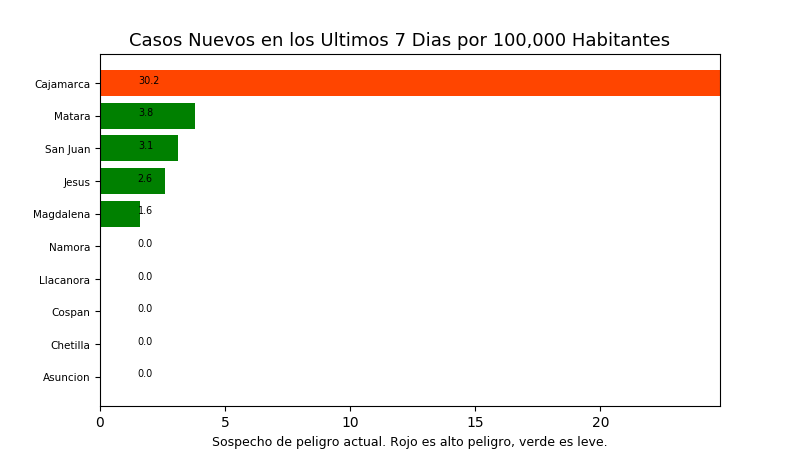 Casos Nuevos en los Ultimos 7 Dias por 100,000 Habitantes
Cajamarca 30.2
Matara 3.8
San Juan 3.1
Jesus 2.6
Magdalena 1.6
Namora 0.0
Llacanora 0.0
Cospan 0.0
Chetilla 0.0
Asuncion 0.0
0 5 10 15 20
Sospecho de peligro actual. Rojo es alto peligro, verde es leve.